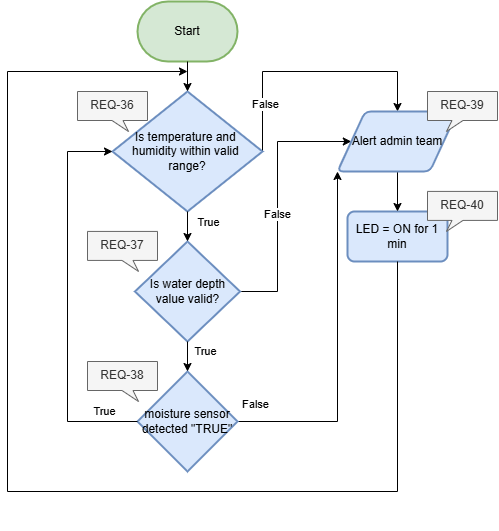 Start
REQ-36
False
REQ-39
Is temperature and
humidity within valid
range?
Alert admin team
REQ-40
True
False
LED = ON for 1
min
REQ-37
Is water depth
value valid?
True
REQ-38
True
False
moisture sensor
detected "TRUE"